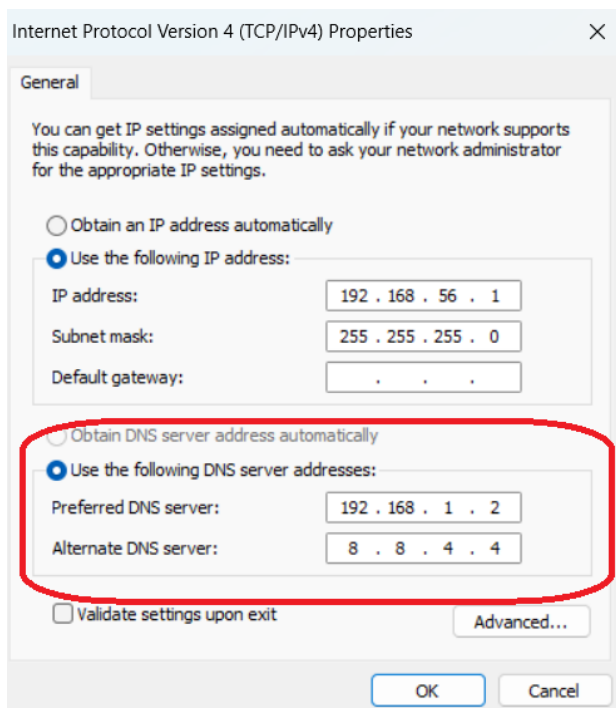 Internet Protocol Version 4 (TCP/IPv4) Properties
General
You can get IP settings assigned automatically if your network supports
this capability. Otherwise, you need to ask your network administrator
for the appropriate IP settings.
Obtain an IP address automatically
Use the following IP address:
IP address: 192 . 168 . 56 . 1
Subnet mask: 255 . 255 . 255 . 0
Default gateway: . . .
Obtain DNS server address automatically
Use the following DNS server addresses:
Preferred DNS server: 192 . 168 . 1 . 2
Alternate DNS server: 8 . 8 . 4 . 4
Validate settings upon exit
Advanced...
OK Cancel